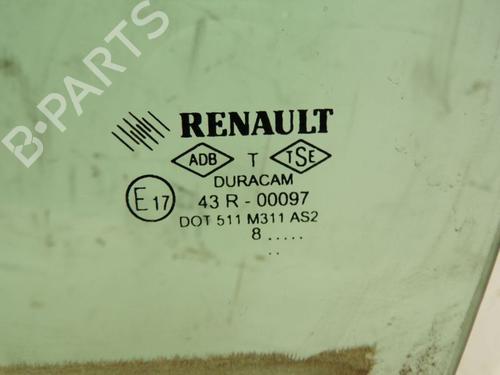 RENAULT
ADB T TSE
DURACAM
E17 43 R - 00097
DOT 511 M311 AS2
8 .....
..
B-PARTS